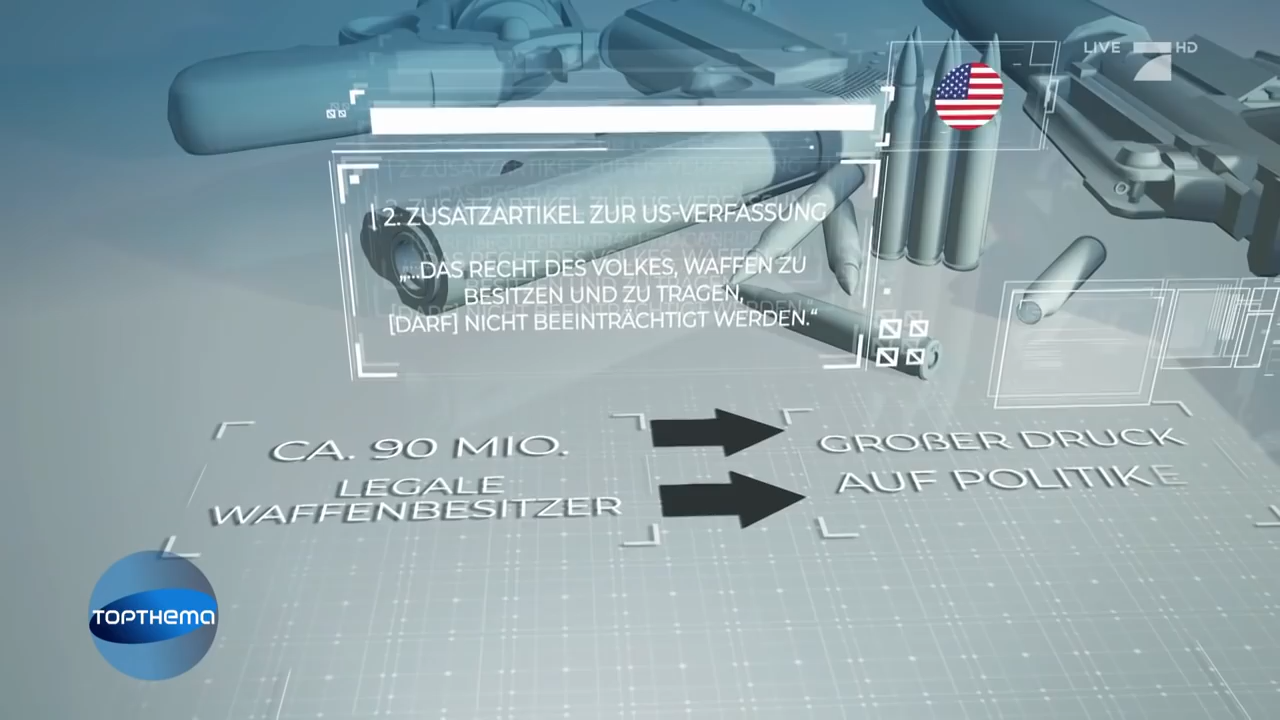 LIVE HD
2. ZUSATZARTIKEL ZUR US-VERFASSUNG
„...DAS RECHT DES VOLKES, WAFFEN ZU
BESITZEN UND ZU TRAGEN,
[DARF] NICHT BEEINTRÄCHTIGT WERDEN.“
CA. 90 MIO.
LEGALE
WAFFENBESITZER
GROẞER DRUCK
AUF POLITIKE
TOPTHEMA